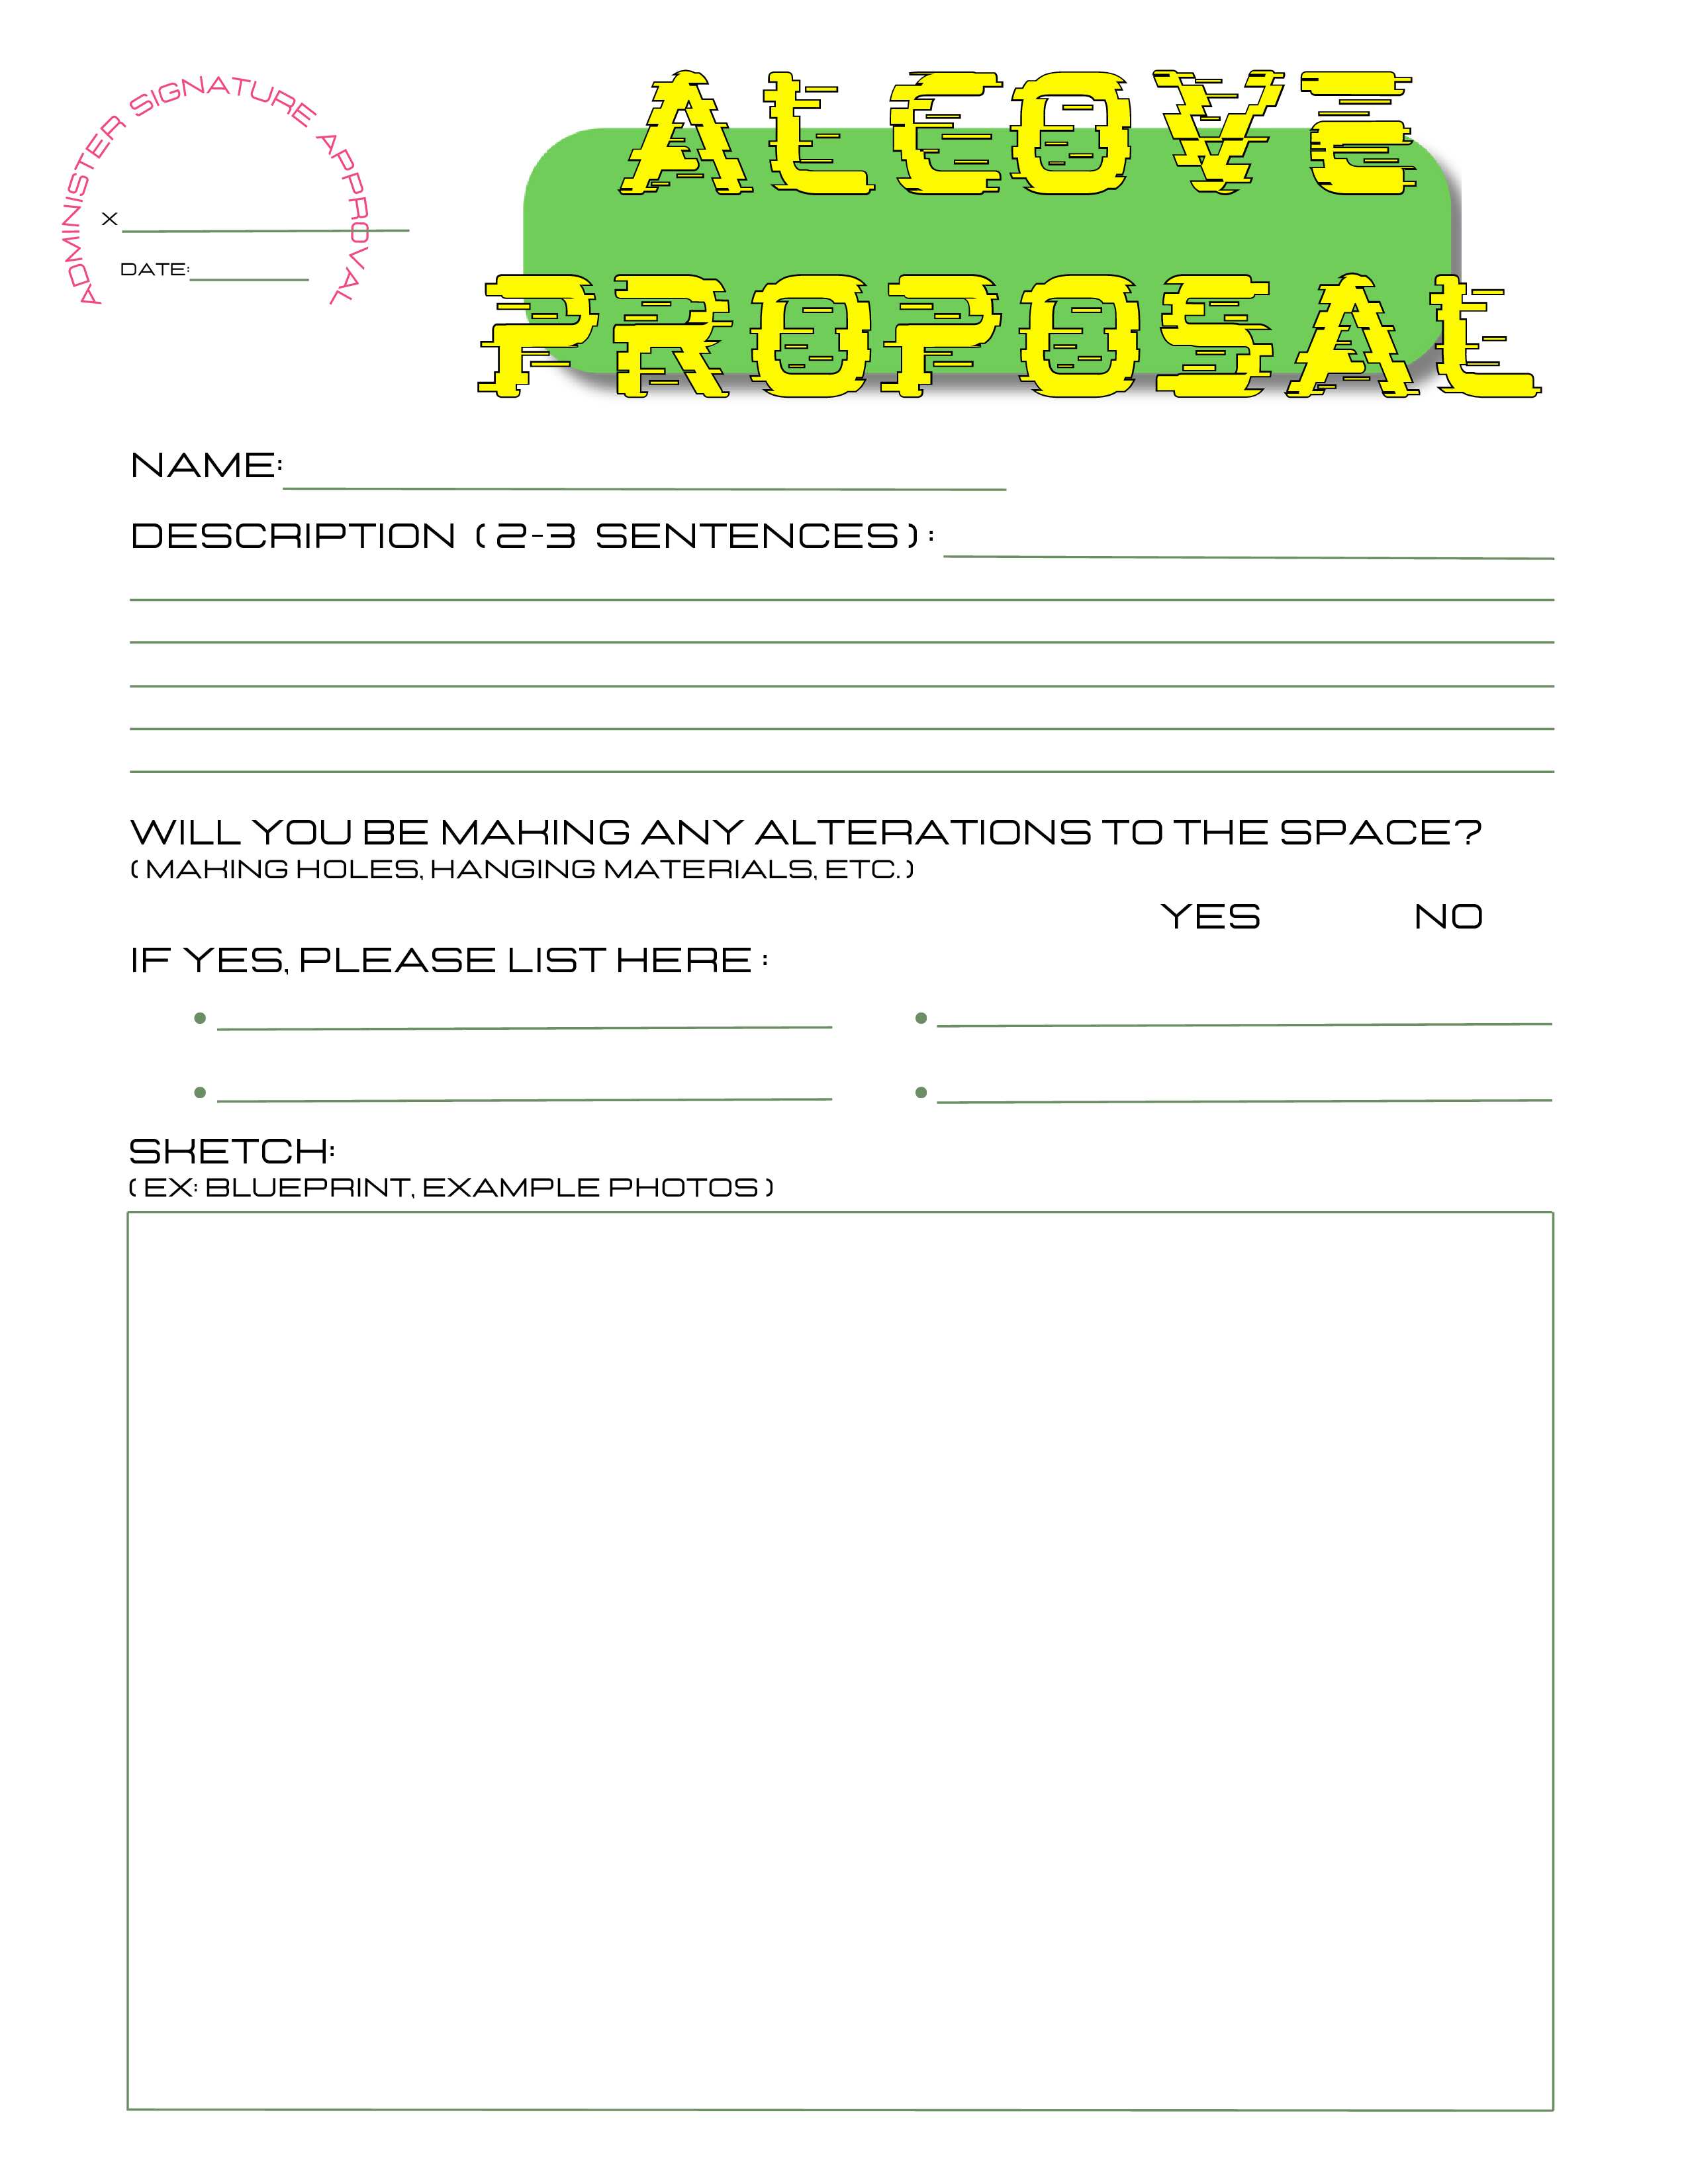 ADMINISTER SIGNATURE APPROVAL
X
DATE:
ALCOVE
PROPOSAL
NAME:
DESCRIPTION (2-3 SENTENCES):
WILL YOU BE MAKING ANY ALTERATIONS TO THE SPACE?
(MAKING HOLES, HANGING MATERIALS, ETC.)
YES NO
IF YES, PLEASE LIST HERE:
SKETCH:
(EX: BLUEPRINT, EXAMPLE PHOTOS)